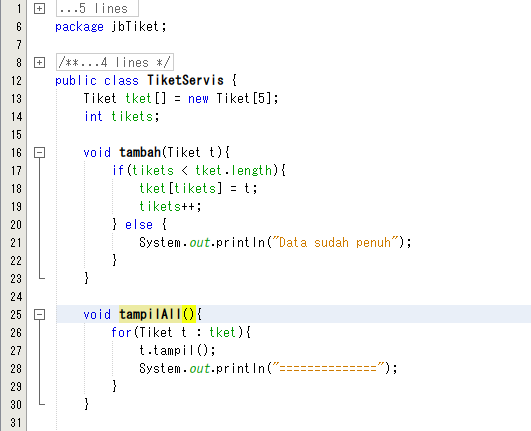 1 ...5 lines
6 package jbTiket;
7
8 /**...4 lines */
12 public class TiketServis {
13 Tiket tket[] = new Tiket[5];
14 int tikets;
15
16 void tambah(Tiket t){
17 if(tikets < tket.length){
18 tket[tikets] = t;
19 tikets++;
20 } else {
21 System.out.println("Data sudah penuh");
22 }
23 }
24
25 void tampilAll(){
26 for(Tiket t : tket){
27 t.tampil();
28 System.out.println("==============");
29 }
30 }
31